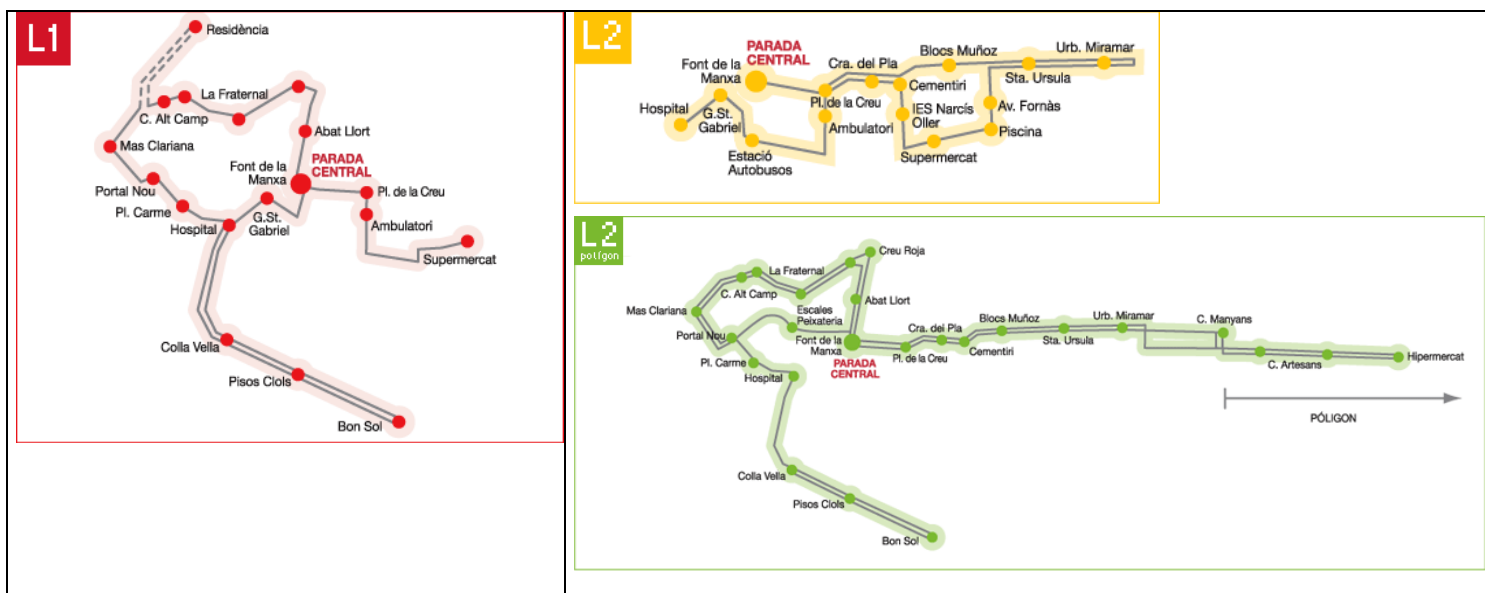 L1
Residència
La Fraternal
C. Alt Camp
Abat Llort
Mas Clariana
Font de la
Manxa
PARADA
CENTRAL
Portal Nou
Pl. de la Creu
Pl. Carme
G.St.
Gabriel
Ambulatori
Hospital
Supermercat
Colla Vella
Pisos Clols
Bon Sol
L2
PARADA
CENTRAL
Font de la
Manxa
Cra. del Pla
Blocs Muñoz
Urb. Miramar
Sta. Ursula
Cementiri
Hospital
G.St.
Gabriel
Pl. de la Creu
IES Narcís
Oller
Av. Fornàs
Ambulatori
Piscina
Estació
Autobusos
Supermercat
L2
polígon
Creu Roja
La Fraternal
C. Alt Camp
Abat Llort
Mas Clariana
Escales
Peixateria
Portal Nou
Font de la
Manxa
PARADA
CENTRAL
Cra. del Pla
Pl. de la Creu
Cementiri
Blocs Muñoz
Sta. Ursula
Urb. Miramar
C. Manyans
C. Artesans
Hipermercat
Pl. Carme
Hospital
PÓLIGON
Colla Vella
Pisos Clols
Bon Sol